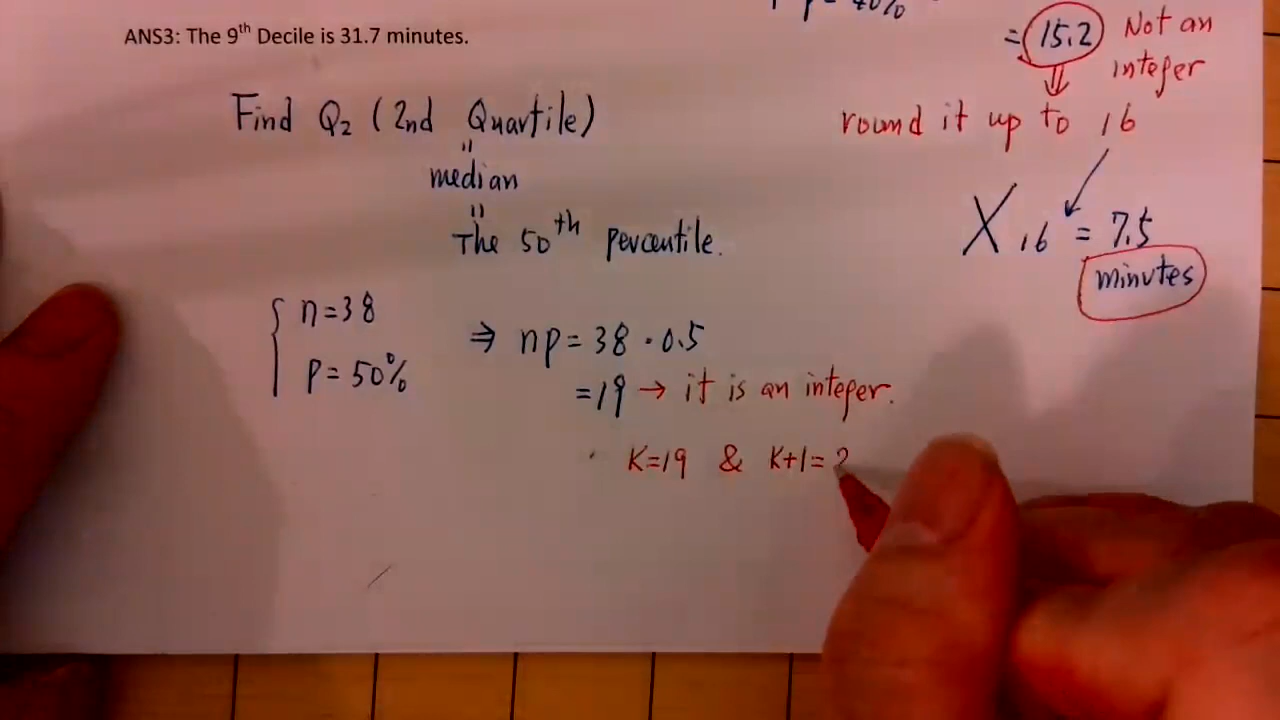 p = 40%
ANS3: The 9th Decile is 31.7 minutes.
= 15.2 Not an
integer
Find Q2 (2nd Quartile)
round it up to 16
"
median
"
The 50th percentile.
X16 = 7.5
minutes
n=38
p=50%
⇒ np = 38 · 0.5
=19 → it is an integer.
K=19 & K+1=2